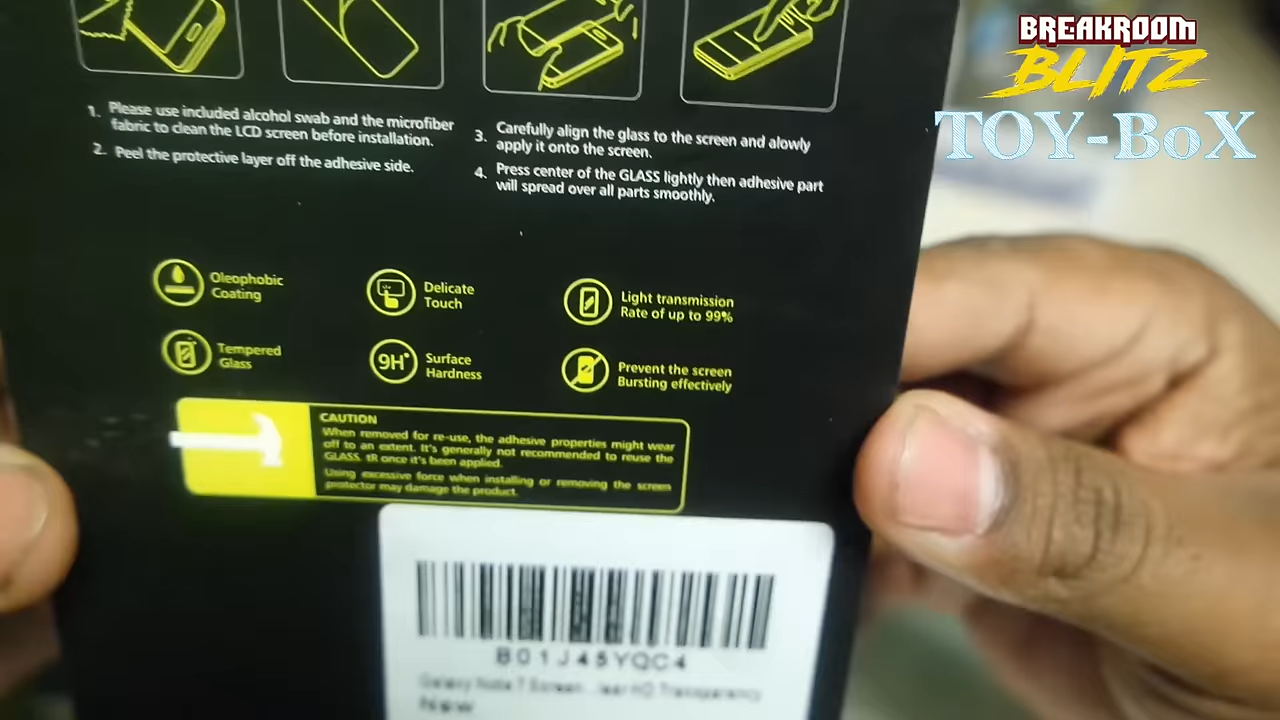 BREAKROOM
BLITZ
TOY-BoX
1. Please use included alcohol swab and the microfiber
fabric to clean the LCD screen before installation.
2. Peel the protective layer off the adhesive side.
3. Carefully align the glass to the screen and alowly
apply it onto the screen.
4. Press center of the GLASS lightly then adhesive part
will spread over all parts smoothly.
Oleophobic
Coating
Delicate
Touch
Light transmission
Rate of up to 99%
Tempered
Glass
9H
Surface
Hardness
Prevent the screen
Bursting effectively
CAUTION
When removed for re-use, the adhesive properties might wear
off to an extent. It's generally not recommended to reuse the
GLASS. tR once it's been applied.
Using excessive force when installing or removing the screen
protector may damage the product.
B01J45YQC4
Galaxy Note 7 Screen ... HD Transparency
New